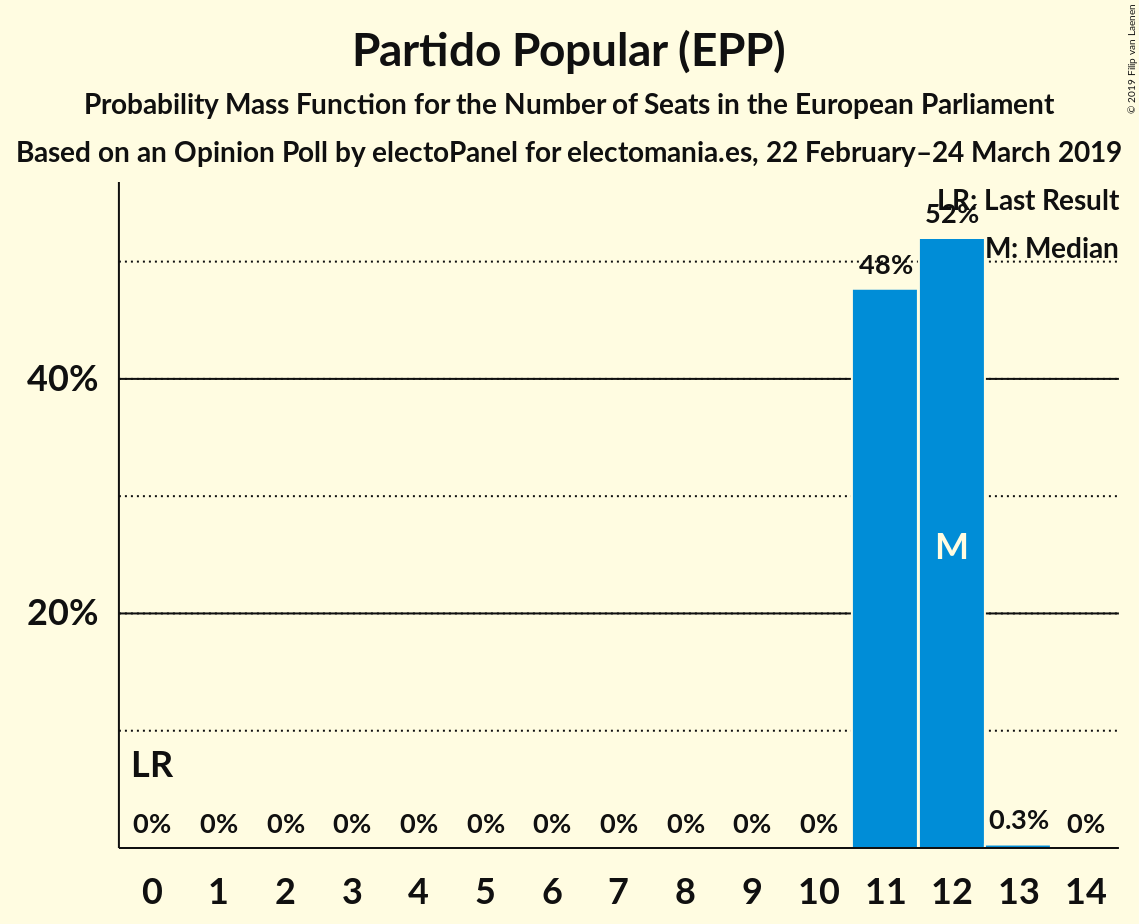 Partido Popular (EPP)
Probability Mass Function for the Number of Seats in the European Parliament
Based on an Opinion Poll by electoPanel for electomania.es, 22 February–24 March 2019
© 2019 Filip van Laenen
LR: Last Result
M: Median
52%
48%
40%
20%
M
LR
0% 0% 0% 0% 0% 0% 0% 0% 0% 0% 0% 0.3% 0%
0 1 2 3 4 5 6 7 8 9 10 11 12 13 14